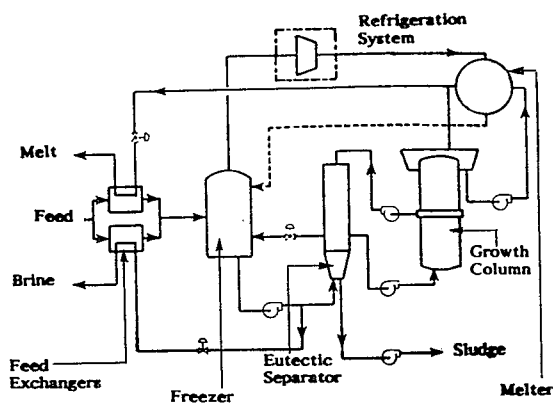 Refrigeration
System
Melt
Feed
Brine
Growth
Column
Feed
Exchangers
Freezer
Eutectic
Separator
Sludge
Melter